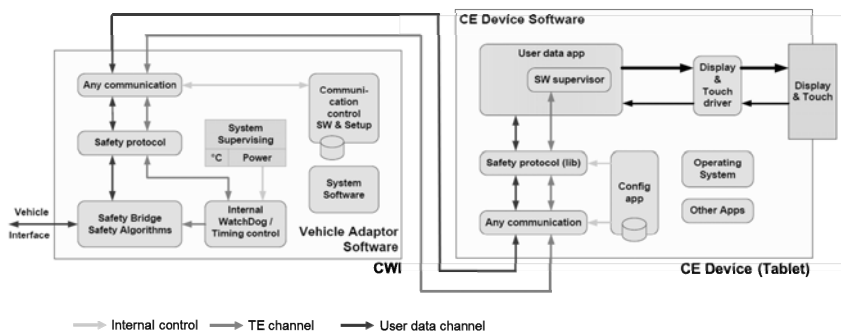 CE Device Software
User data app
SW supervisor
Display
&
Touch
driver
Display
& Touch
Any communication
Communi-
cation
control
SW & Setup
Safety protocol
System
Supervising
°C
Power
System
Software
Safety Bridge
Safety Algorithms
Internal
WatchDog /
Timing control
Vehicle
Interface
Vehicle Adaptor
Software
CWI
Safety protocol (lib)
Any communication
Config
app
Operating
System
Other Apps
CE Device (Tablet)
Internal control
TE channel
User data channel